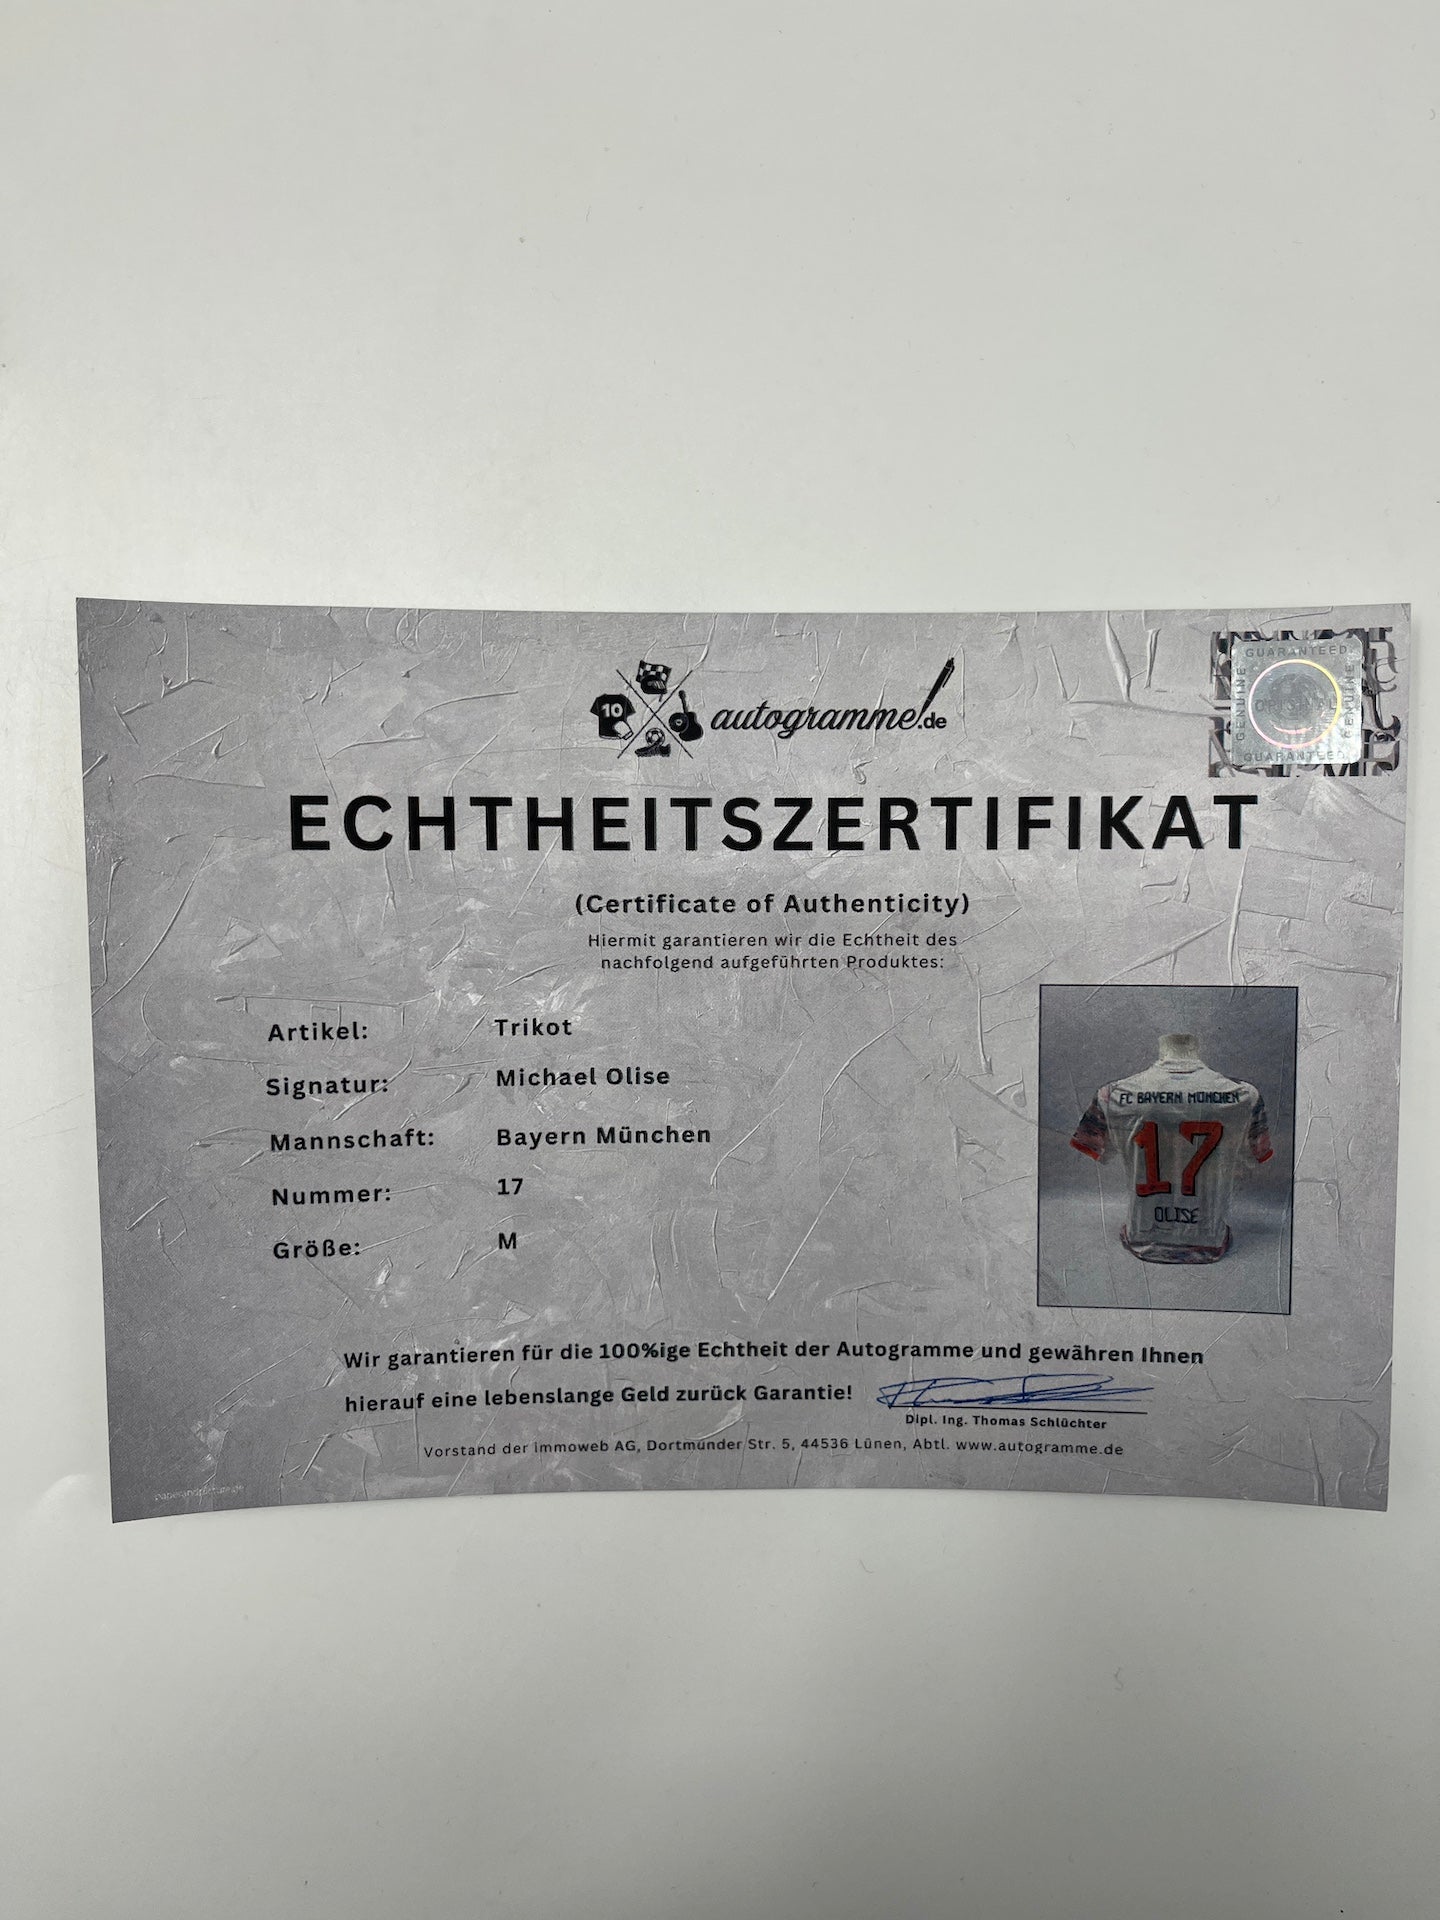 10
autogramme.de
GUARANTEED
GENUINE
GENUINE
GUARANTEED
ECHTHEITSZERTIFIKAT
(Certificate of Authenticity)
Hiermit garantieren wir die Echtheit des
nachfolgend aufgeführten Produktes:
Artikel: Trikot
Signatur: Michael Olise
Mannschaft: Bayern München
Nummer: 17
Größe: M
FC BAYERN MÜNCHEN
17
OLISE
Wir garantieren für die 100%ige Echtheit der Autogramme und gewähren Ihnen
hierauf eine lebenslange Geld zurück Garantie!
Dipl. Ing. Thomas Schlüchter
Vorstand der immoweb AG, Dortmunder Str. 5, 44536 Lünen, Abtl. www.autogramme.de